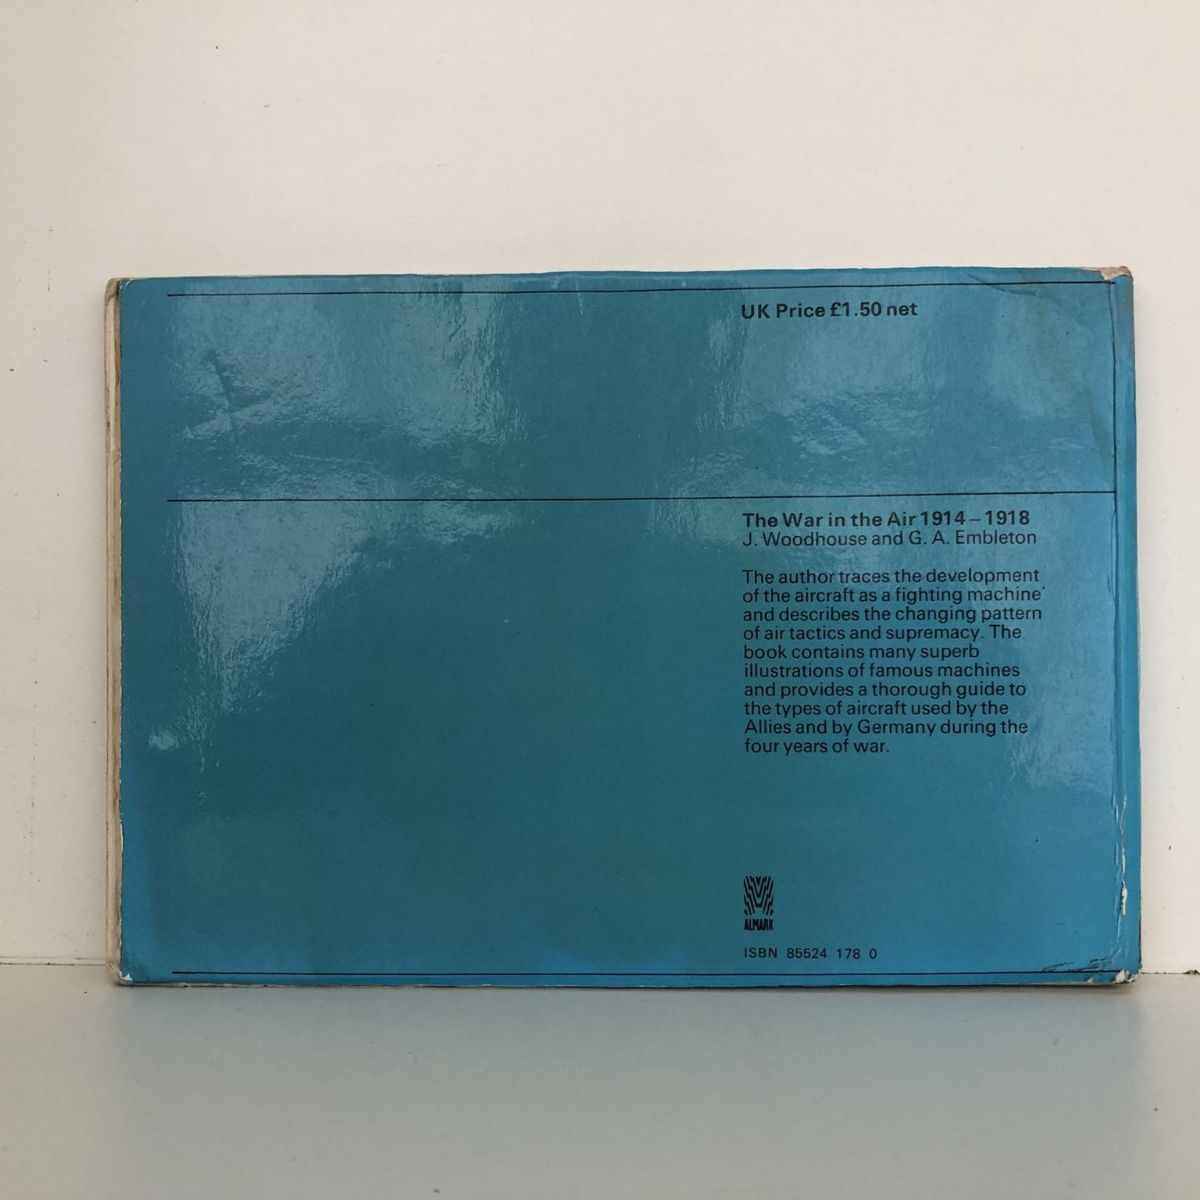 UK Price £1.50 net
The War in the Air 1914–1918
J. Woodhouse and G. A. Embleton
The author traces the development
of the aircraft as a fighting machine'
and describes the changing pattern
of air tactics and supremacy. The
book contains many superb
illustrations of famous machines
and provides a thorough guide to
the types of aircraft used by the
Allies and by Germany during the
four years of war.
ALMARK
ISBN 85524 178 0